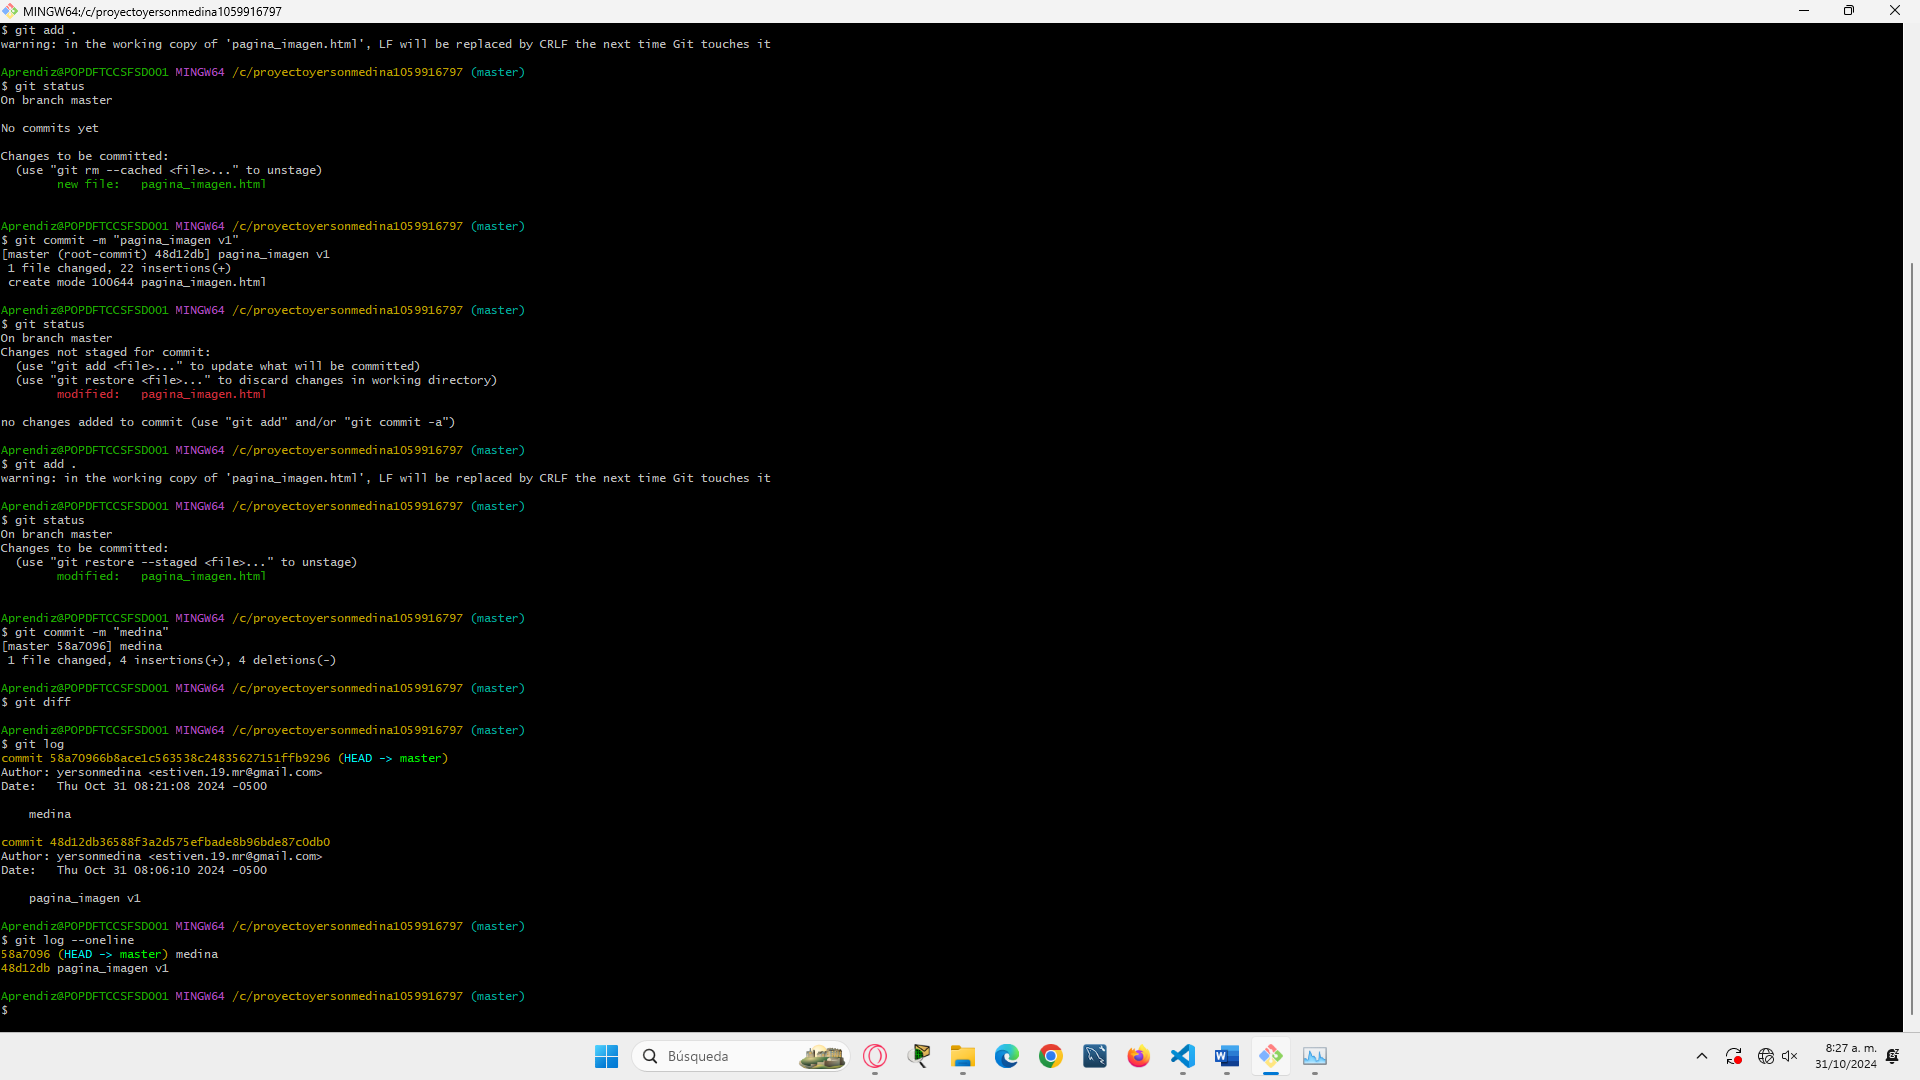 MINGW64:/c/proyectoyersonmedina1059916797
$ git add .
warning: in the working copy of 'pagina_imagen.html', LF will be replaced by CRLF the next time Git touches it
Aprendiz@POPDFTCCSFSD001 MINGW64 /c/proyectoyersonmedina1059916797 (master)
$ git status
On branch master
No commits yet
Changes to be committed:
(use "git rm --cached <file>..." to unstage)
new file:   pagina_imagen.html
Aprendiz@POPDFTCCSFSD001 MINGW64 /c/proyectoyersonmedina1059916797 (master)
$ git commit -m "pagina_imagen v1"
[master (root-commit) 48d12db] pagina_imagen v1
1 file changed, 22 insertions(+)
create mode 100644 pagina_imagen.html
Aprendiz@POPDFTCCSFSD001 MINGW64 /c/proyectoyersonmedina1059916797 (master)
$ git status
On branch master
Changes not staged for commit:
(use "git add <file>..." to update what will be committed)
(use "git restore <file>..." to discard changes in working directory)
modified:   pagina_imagen.html
no changes added to commit (use "git add" and/or "git commit -a")
Aprendiz@POPDFTCCSFSD001 MINGW64 /c/proyectoyersonmedina1059916797 (master)
$ git add .
warning: in the working copy of 'pagina_imagen.html', LF will be replaced by CRLF the next time Git touches it
Aprendiz@POPDFTCCSFSD001 MINGW64 /c/proyectoyersonmedina1059916797 (master)
$ git status
On branch master
Changes to be committed:
(use "git restore --staged <file>..." to unstage)
modified:   pagina_imagen.html
Aprendiz@POPDFTCCSFSD001 MINGW64 /c/proyectoyersonmedina1059916797 (master)
$ git commit -m "medina"
[master 58a7096] medina
1 file changed, 4 insertions(+), 4 deletions(-)
Aprendiz@POPDFTCCSFSD001 MINGW64 /c/proyectoyersonmedina1059916797 (master)
$ git diff
Aprendiz@POPDFTCCSFSD001 MINGW64 /c/proyectoyersonmedina1059916797 (master)
$ git log
commit 58a70966b8ace1c563538c24835627151ffb9296 (HEAD -> master)
Author: yersonmedina <estiven.19.mr@gmail.com>
Date:   Thu Oct 31 08:21:08 2024 -0500
medina
commit 48d12db36588f3a2d575efbade8b96bde87c0db0
Author: yersonmedina <estiven.19.mr@gmail.com>
Date:   Thu Oct 31 08:06:10 2024 -0500
pagina_imagen v1
Aprendiz@POPDFTCCSFSD001 MINGW64 /c/proyectoyersonmedina1059916797 (master)
$ git log --oneline
58a7096 (HEAD -> master) medina
48d12db pagina_imagen v1
Aprendiz@POPDFTCCSFSD001 MINGW64 /c/proyectoyersonmedina1059916797 (master)
$
Búsqueda
8:27 a. m.
31/10/2024